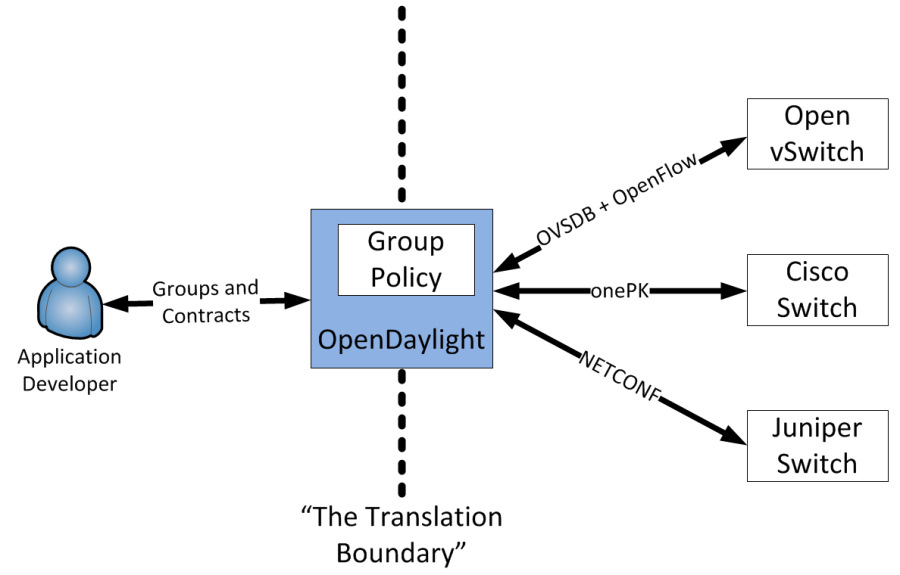 Open
vSwitch
OVSDB + OpenFlow
Group
Policy
OpenDaylight
Groups and
Contracts
Application
Developer
onePK
Cisco
Switch
NETCONF
Juniper
Switch
“The Translation
Boundary”